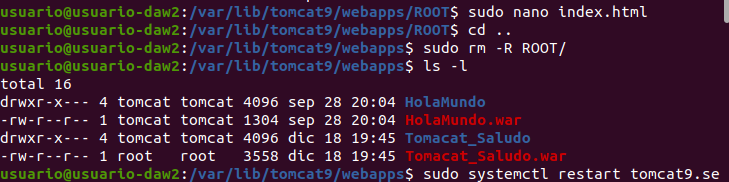 usuario@usuario-daw2:/var/lib/tomcat9/webapps/ROOT$ sudo nano index.html
usuario@usuario-daw2:/var/lib/tomcat9/webapps/ROOT$ cd ..
usuario@usuario-daw2:/var/lib/tomcat9/webapps$ sudo rm -R ROOT/
usuario@usuario-daw2:/var/lib/tomcat9/webapps$ ls -l
total 16
drwxr-x--- 4 tomcat tomcat 4096 sep 28 20:04 HolaMundo
-rw-r--r-- 1 tomcat tomcat 1304 sep 28 20:04 HolaMundo.war
drwxr-x--- 4 tomcat tomcat 4096 dic 18 19:45 Tomacat_Saludo
-rw-r--r-- 1 root   root   3558 dic 18 19:45 Tomacat_Saludo.war
usuario@usuario-daw2:/var/lib/tomcat9/webapps$ sudo systemctl restart tomcat9.se